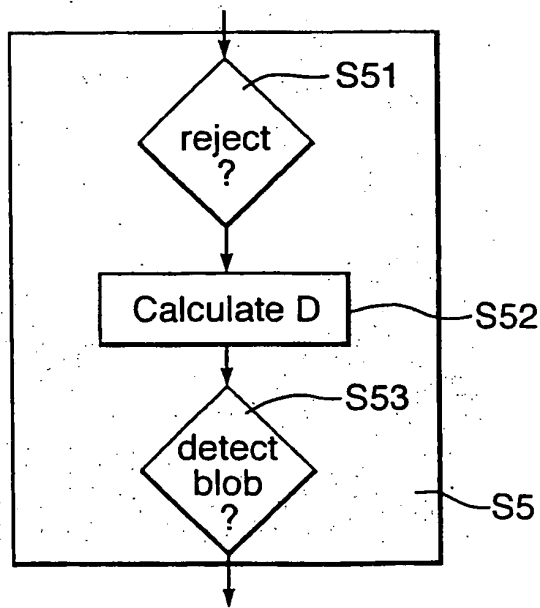 S51
reject
?
Calculate D
S52
S53
detect
blob
?
S5